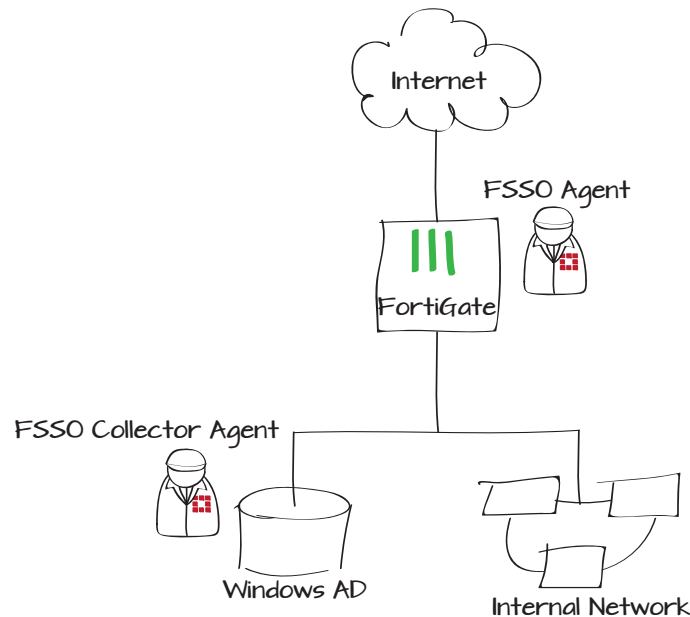 Internet
FSSO Agent
FortiGate
FSSO Collector Agent
Windows AD
Internal Network